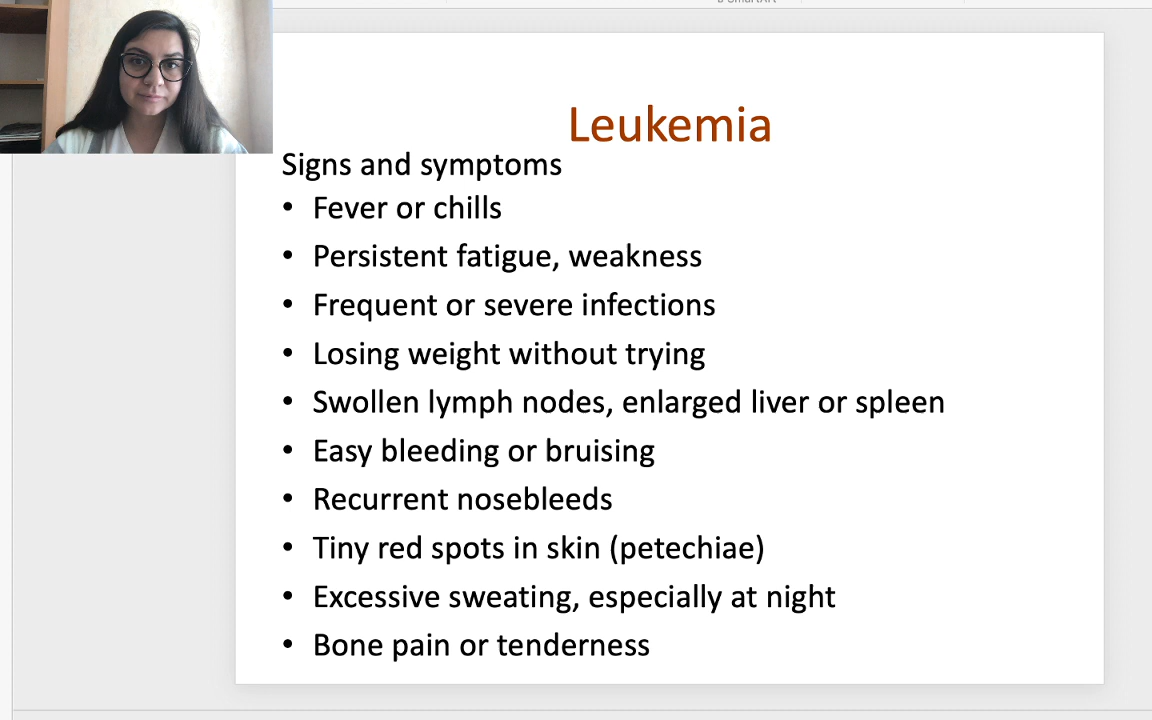 Leukemia
Signs and symptoms
• Fever or chills
• Persistent fatigue, weakness
• Frequent or severe infections
• Losing weight without trying
• Swollen lymph nodes, enlarged liver or spleen
• Easy bleeding or bruising
• Recurrent nosebleeds
• Tiny red spots in skin (petechiae)
• Excessive sweating, especially at night
• Bone pain or tenderness